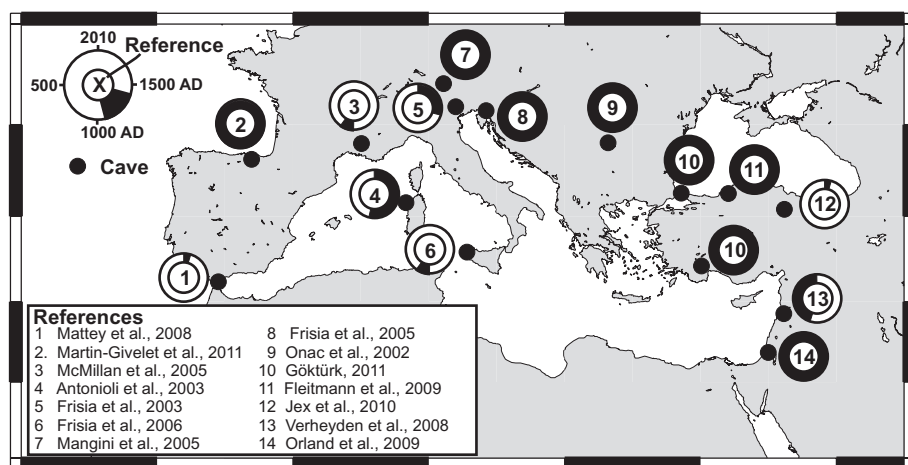 2010
Reference
500
X
1500 AD
1000 AD
Cave
1
2
3
4
5
6
7
8
9
10
11
12
10
13
14
References
1 Mattey et al., 2008
2. Martin-Givelet et al., 2011
3 McMillan et al., 2005
4 Antonioli et al., 2003
5 Frisia et al., 2003
6 Frisia et al., 2006
7 Mangini et al., 2005
8 Frisia et al., 2005
9 Onac et al., 2002
10 Göktürk, 2011
11 Fleitmann et al., 2009
12 Jex et al., 2010
13 Verheyden et al., 2008
14 Orland et al., 2009